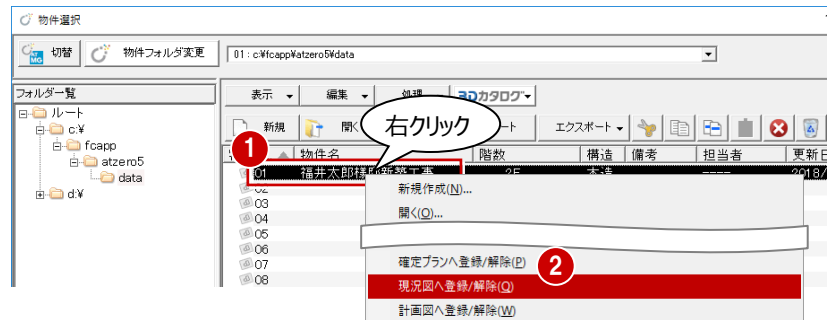 物件選択
切替 物件フォルダ変更 01 : c:¥fcapp¥atzero5¥data
フォルダ一覧
ルート
c:¥
fcapp
atzero5
data
d:¥
表示 編集 処理 3Dカタログ
新規 開く ート エクスポート
右クリック
1
物件名 階数 構造 備考 担当者 更新日
01 福井太郎様邸新築工事 2F 木造 ---- 2018/
02
03
04
05
06
07
08
新規作成(N)...
開く(O)...
確定プランへ登録/解除(P)
2
現況図へ登録/解除(Q)
計画図へ登録/解除(W)